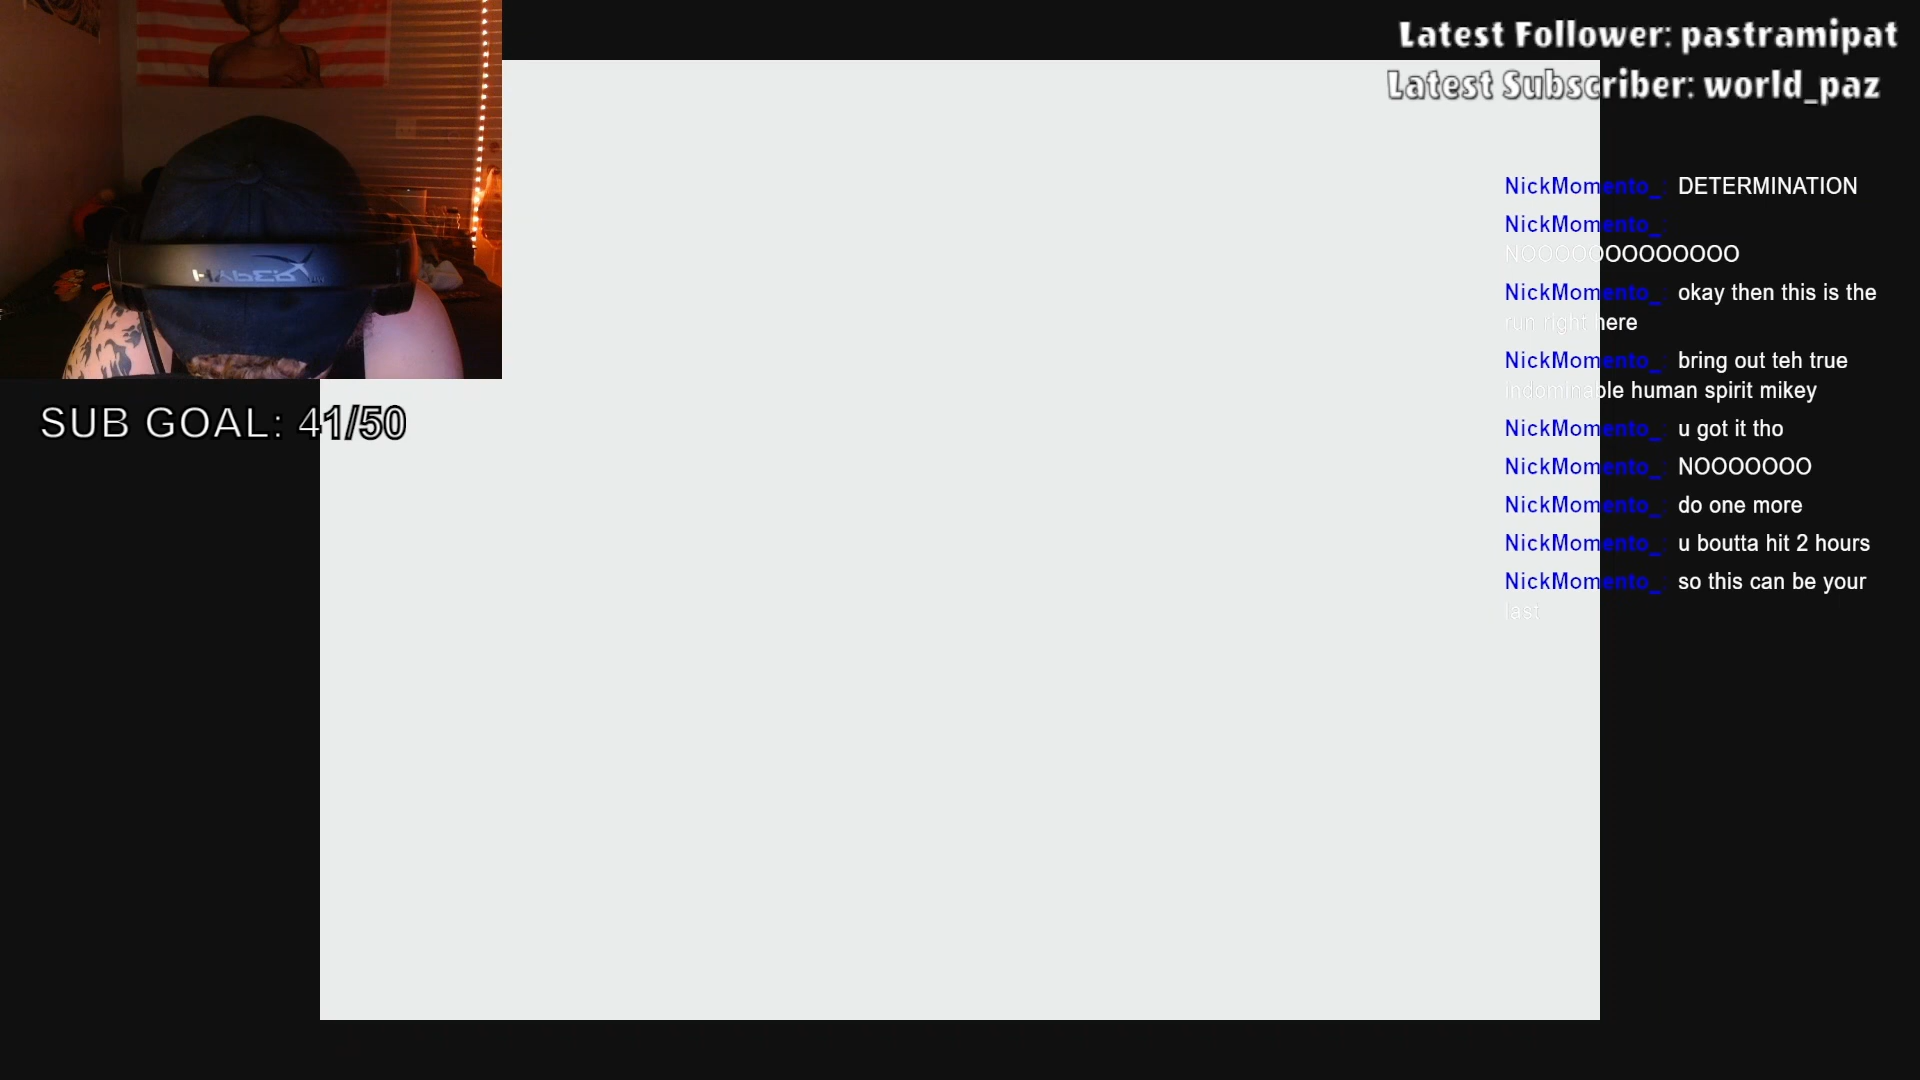 Latest Follower: pastramipat
Latest Subscriber: world_paz
HYPERX
SUB GOAL: 41/50
NickMomento_: DETERMINATION
NickMomento_:
NOOOOOOOOOOOOO
NickMomento_: okay then this is the
run right here
NickMomento_: bring out teh true
indominable human spirit mikey
NickMomento_: u got it tho
NickMomento_: NOOOOOOO
NickMomento_: do one more
NickMomento_: u boutta hit 2 hours
NickMomento_: so this can be your
last